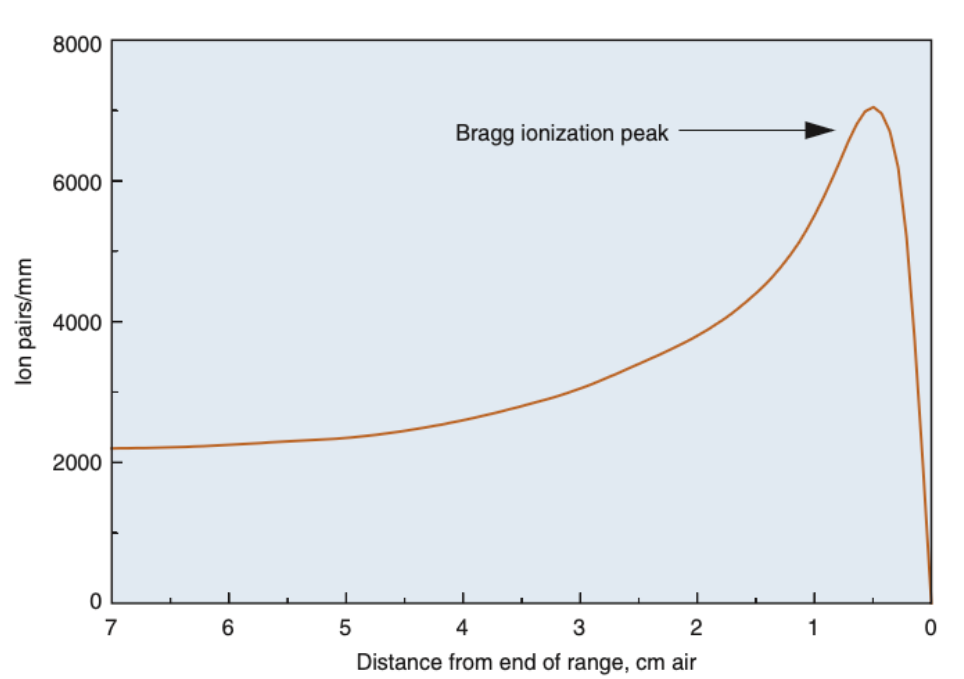 8000
Bragg ionization peak
6000
Ion pairs/mm
4000
2000
0
7 6 5 4 3 2 1 0
Distance from end of range, cm air